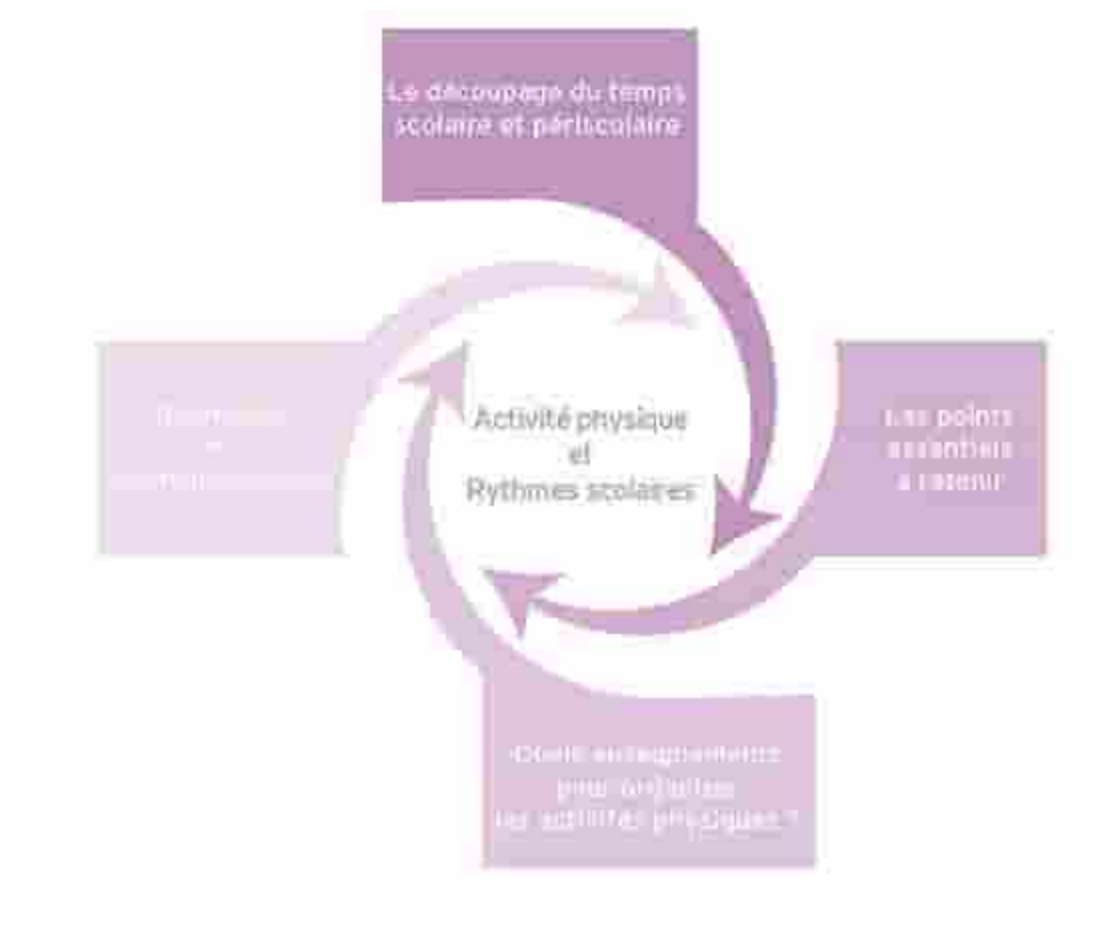 Le découpage du temps
scolaire et périscolaire
Activité physique
et
Rythmes scolaires
Les points
essentiels
à retenir
enseignements
pour organiser
les activités physiques ?